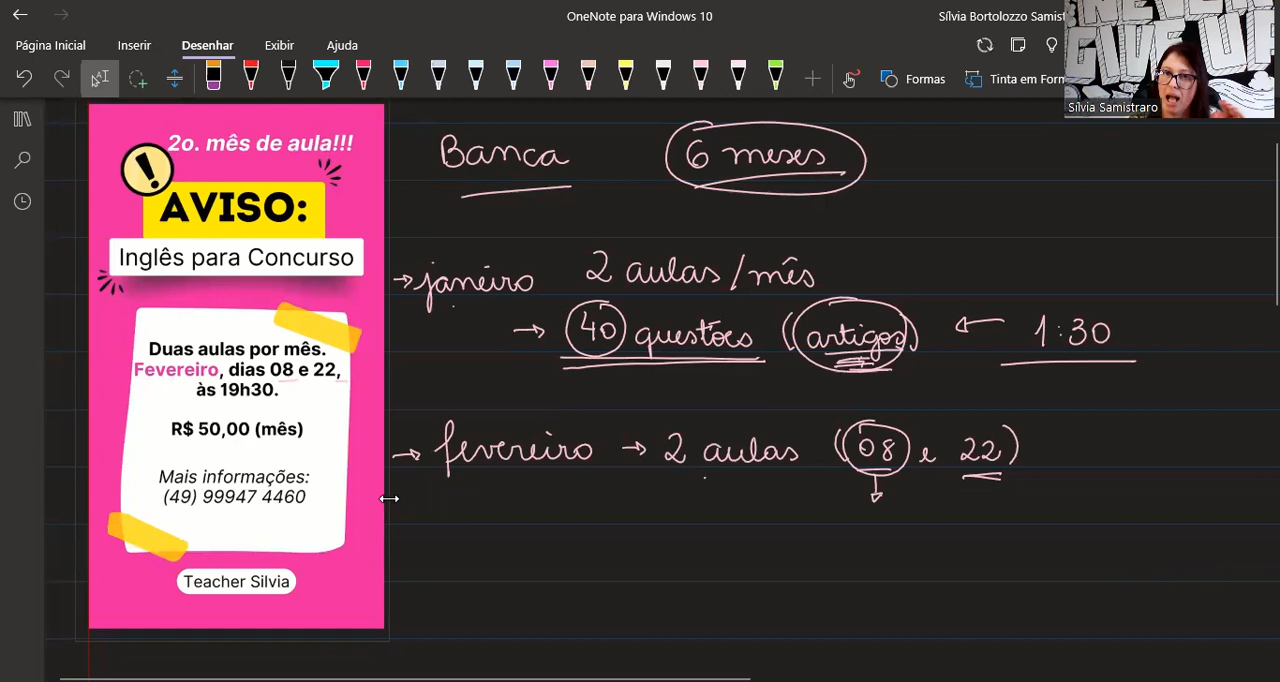 OneNote para Windows 10
Sílvia Bortolozzo
Página Inicial Inserir Desenhar Exibir Ajuda
Formas Tinta em
Sílvia Samistraro
NEVER
GIVE UP
2o. mês de aula!!!
!
AVISO:
Inglês para Concurso
Duas aulas por mês.
Fevereiro, dias 08 e 22,
às 19h30.
R$ 50,00 (mês)
Mais informações:
(49) 99947 4460
Teacher Silvia
Banca 6 meses
→ janeiro 2 aulas/mês
→ 40 questões (artigos) ← 1:30
→ fevereiro → 2 aulas (08 e 22)